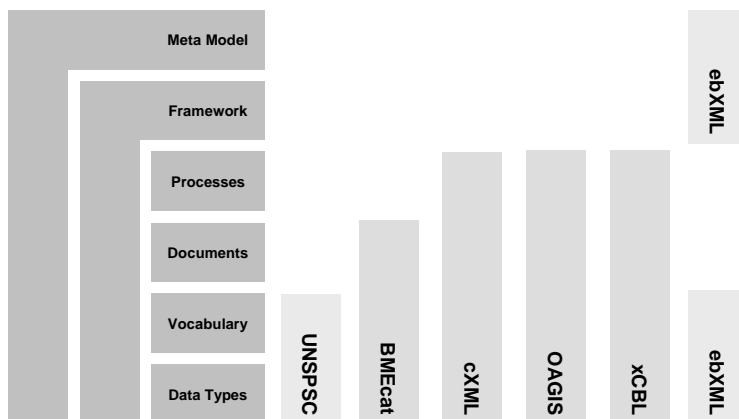 Meta Model
Framework
Processes
Documents
Vocabulary
Data Types
UNSPSC
BMEcat
cXML
OAGIS
xCBL
ebXML
ebXML